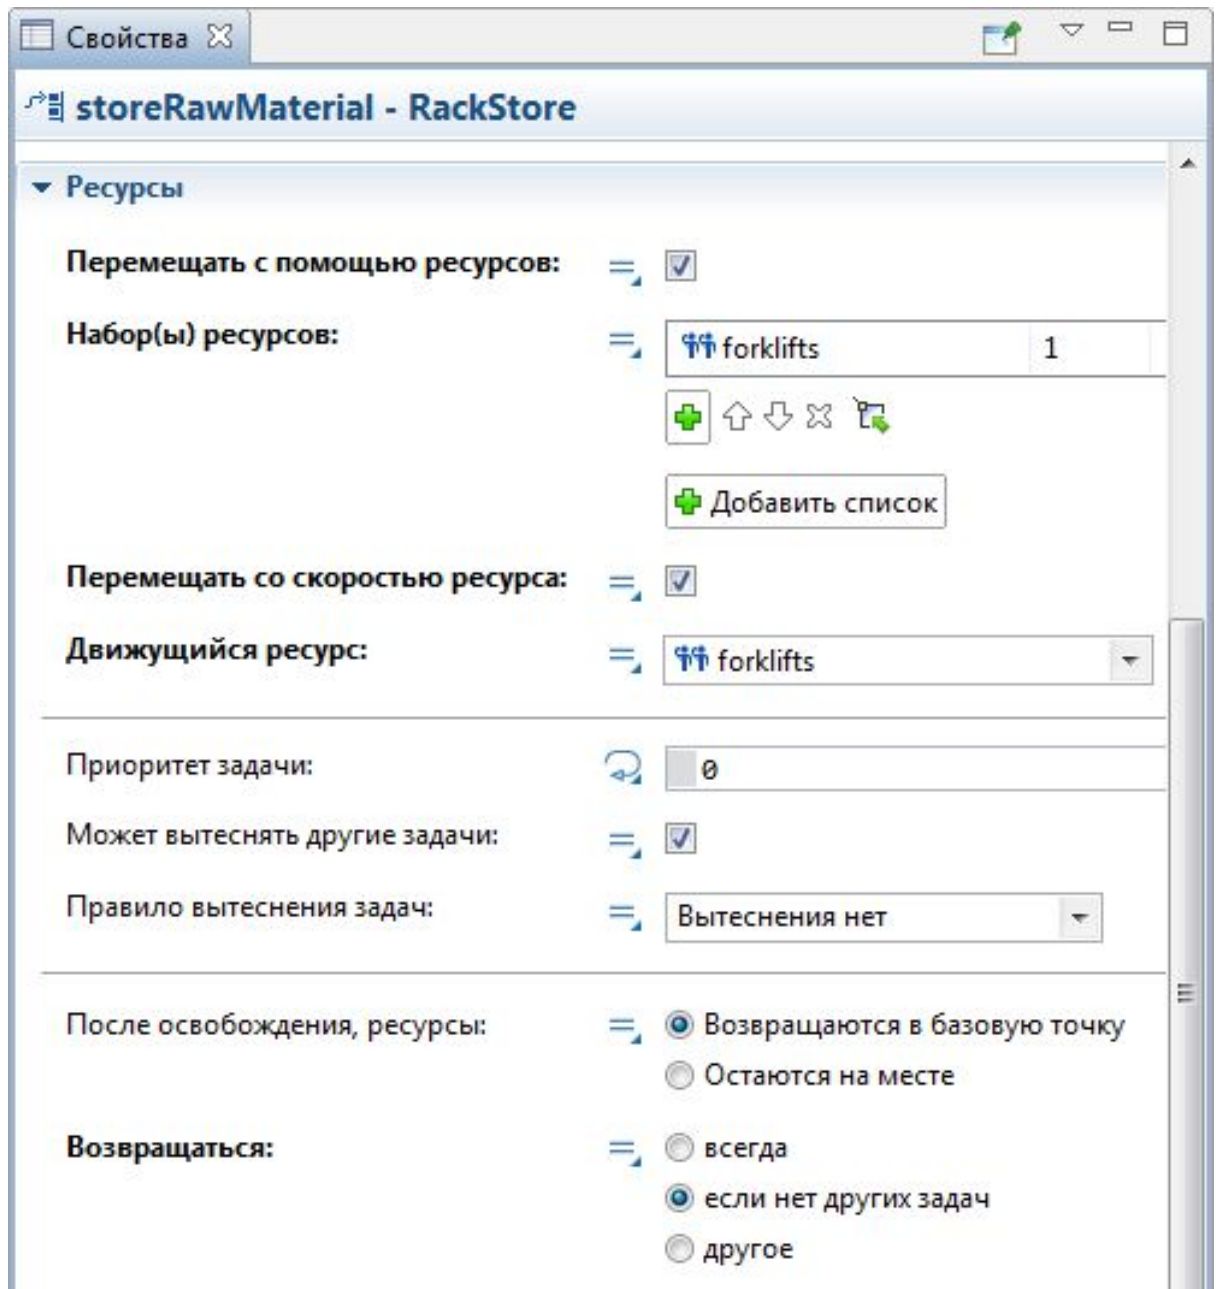 Свойства
storeRawMaterial - RackStore
Ресурсы
Перемещать с помощью ресурсов:
Набор(ы) ресурсов:
forklifts 1
Добавить список
Перемещать со скоростью ресурса:
Движущийся ресурс:
forklifts
Приоритет задачи:
0
Может вытеснять другие задачи:
Правило вытеснения задач:
Вытеснения нет
После освобождения, ресурсы:
Возвращаются в базовую точку
Остаются на месте
Возвращаться:
всегда
если нет других задач
другое